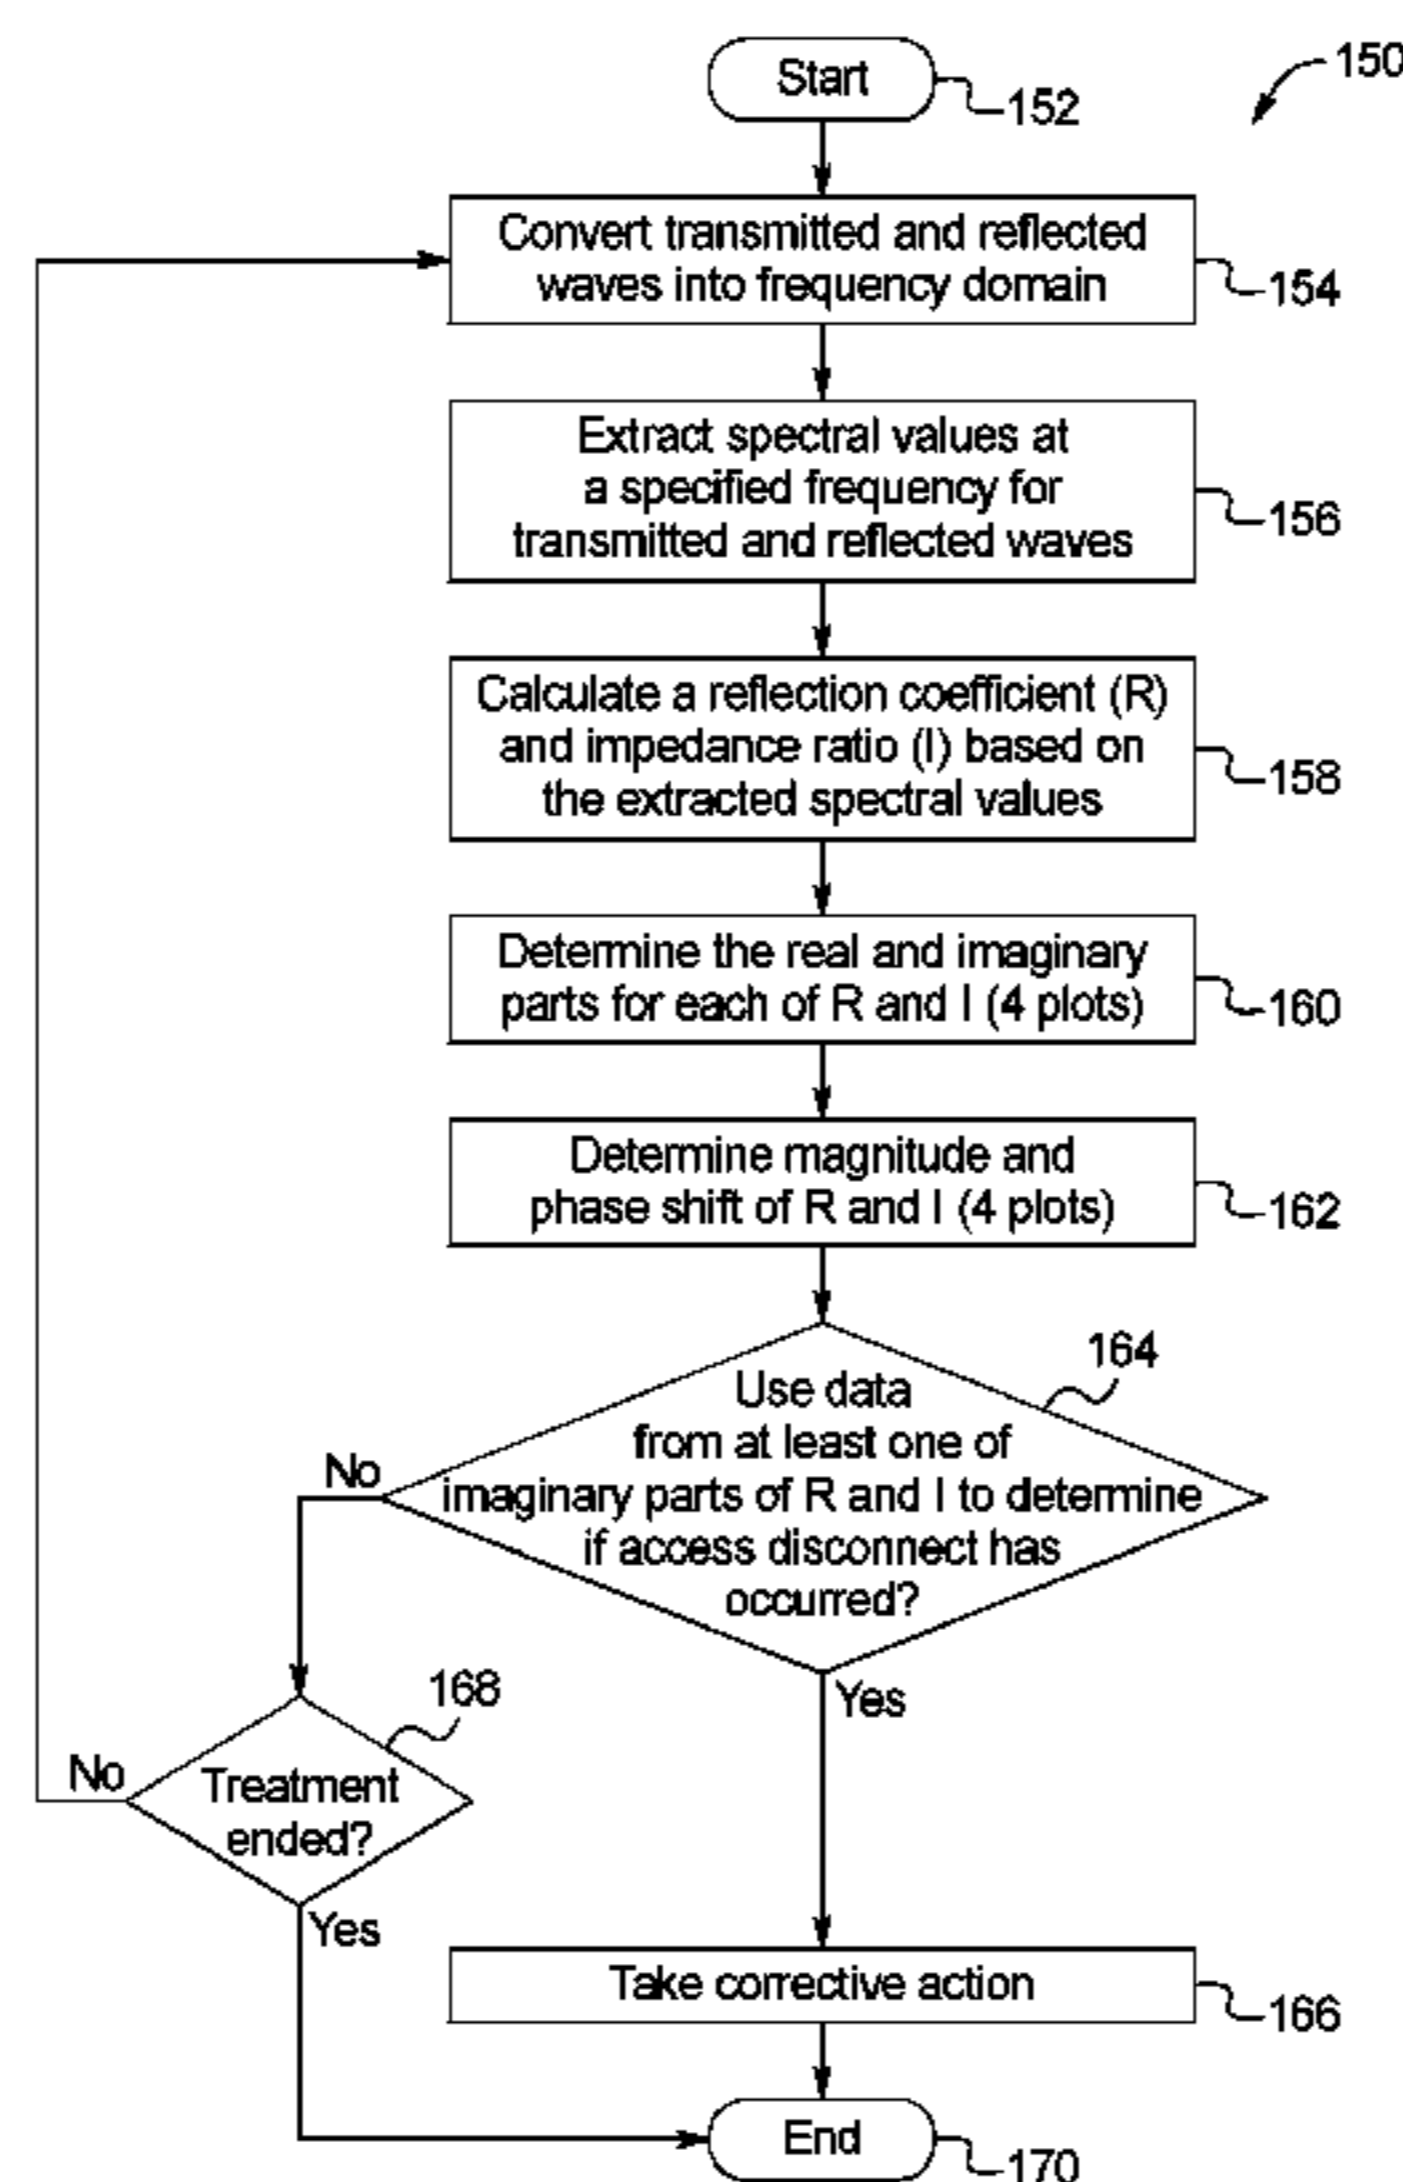 150
Start
152
Convert transmitted and reflected
waves into frequency domain
154
Extract spectral values at
a specified frequency for
transmitted and reflected waves
156
Calculate a reflection coefficient (R)
and impedance ratio (I) based on
the extracted spectral values
158
Determine the real and imaginary
parts for each of R and I (4 plots)
160
Determine magnitude and
phase shift of R and I (4 plots)
162
164
Use data
from at least one of
imaginary parts of R and I to determine
if access disconnect has
occurred?
No
Yes
168
Treatment
ended?
No
Yes
Take corrective action
166
End
170